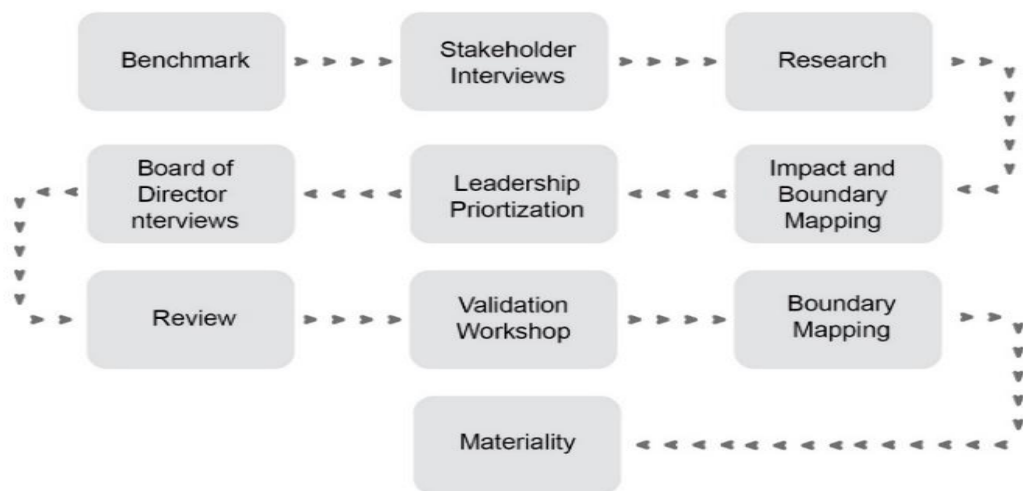 Benchmark
Stakeholder
Interviews
Research
Board of
Director
nterviews
Leadership
Priortization
Impact and
Boundary
Mapping
Review
Validation
Workshop
Boundary
Mapping
Materiality